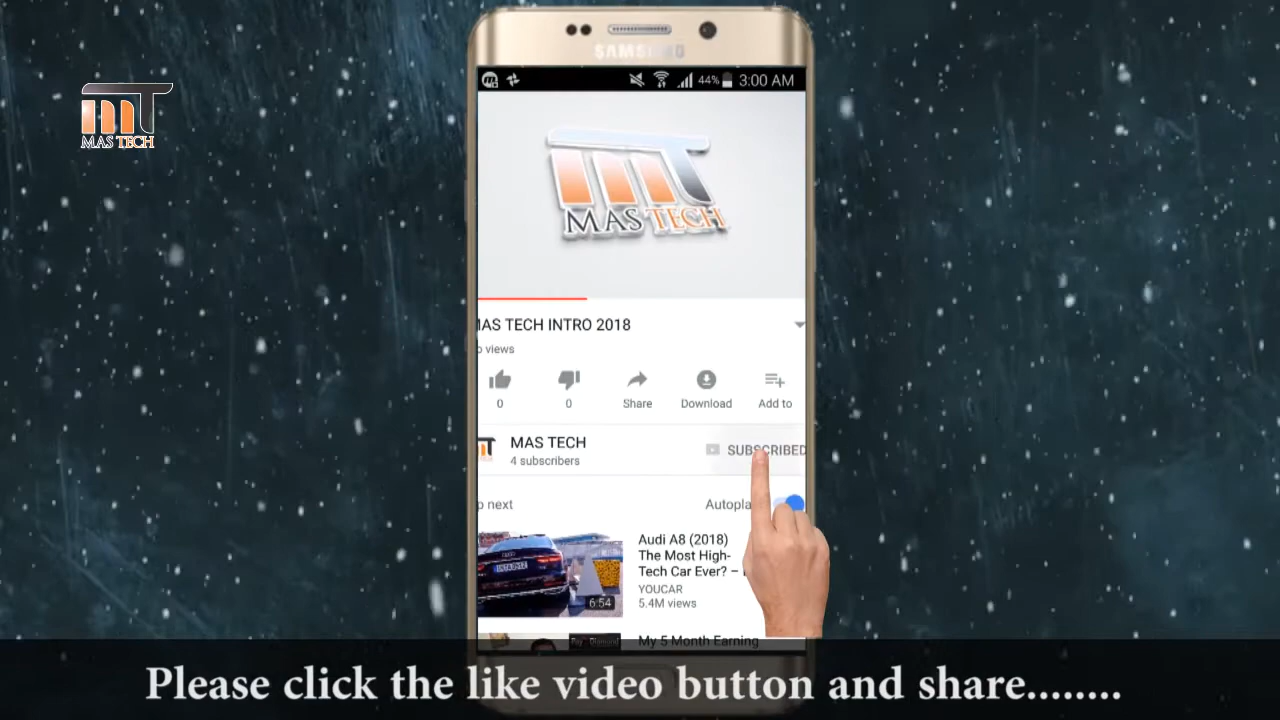 SAMSUNG
44% 3:00 AM
MAS TECH
MAS TECH
MAS TECH INTRO 2018
o views
0
0
Share
Download
Add to
MAS TECH
4 subscribers
SUBSCRIBED
p next
Autopla
Audi A8 (2018)
The Most High-
Tech Car Ever? –
YOUCAR
5.4M views
6:54
My 5 Month Earning
Please click the like video button and share........